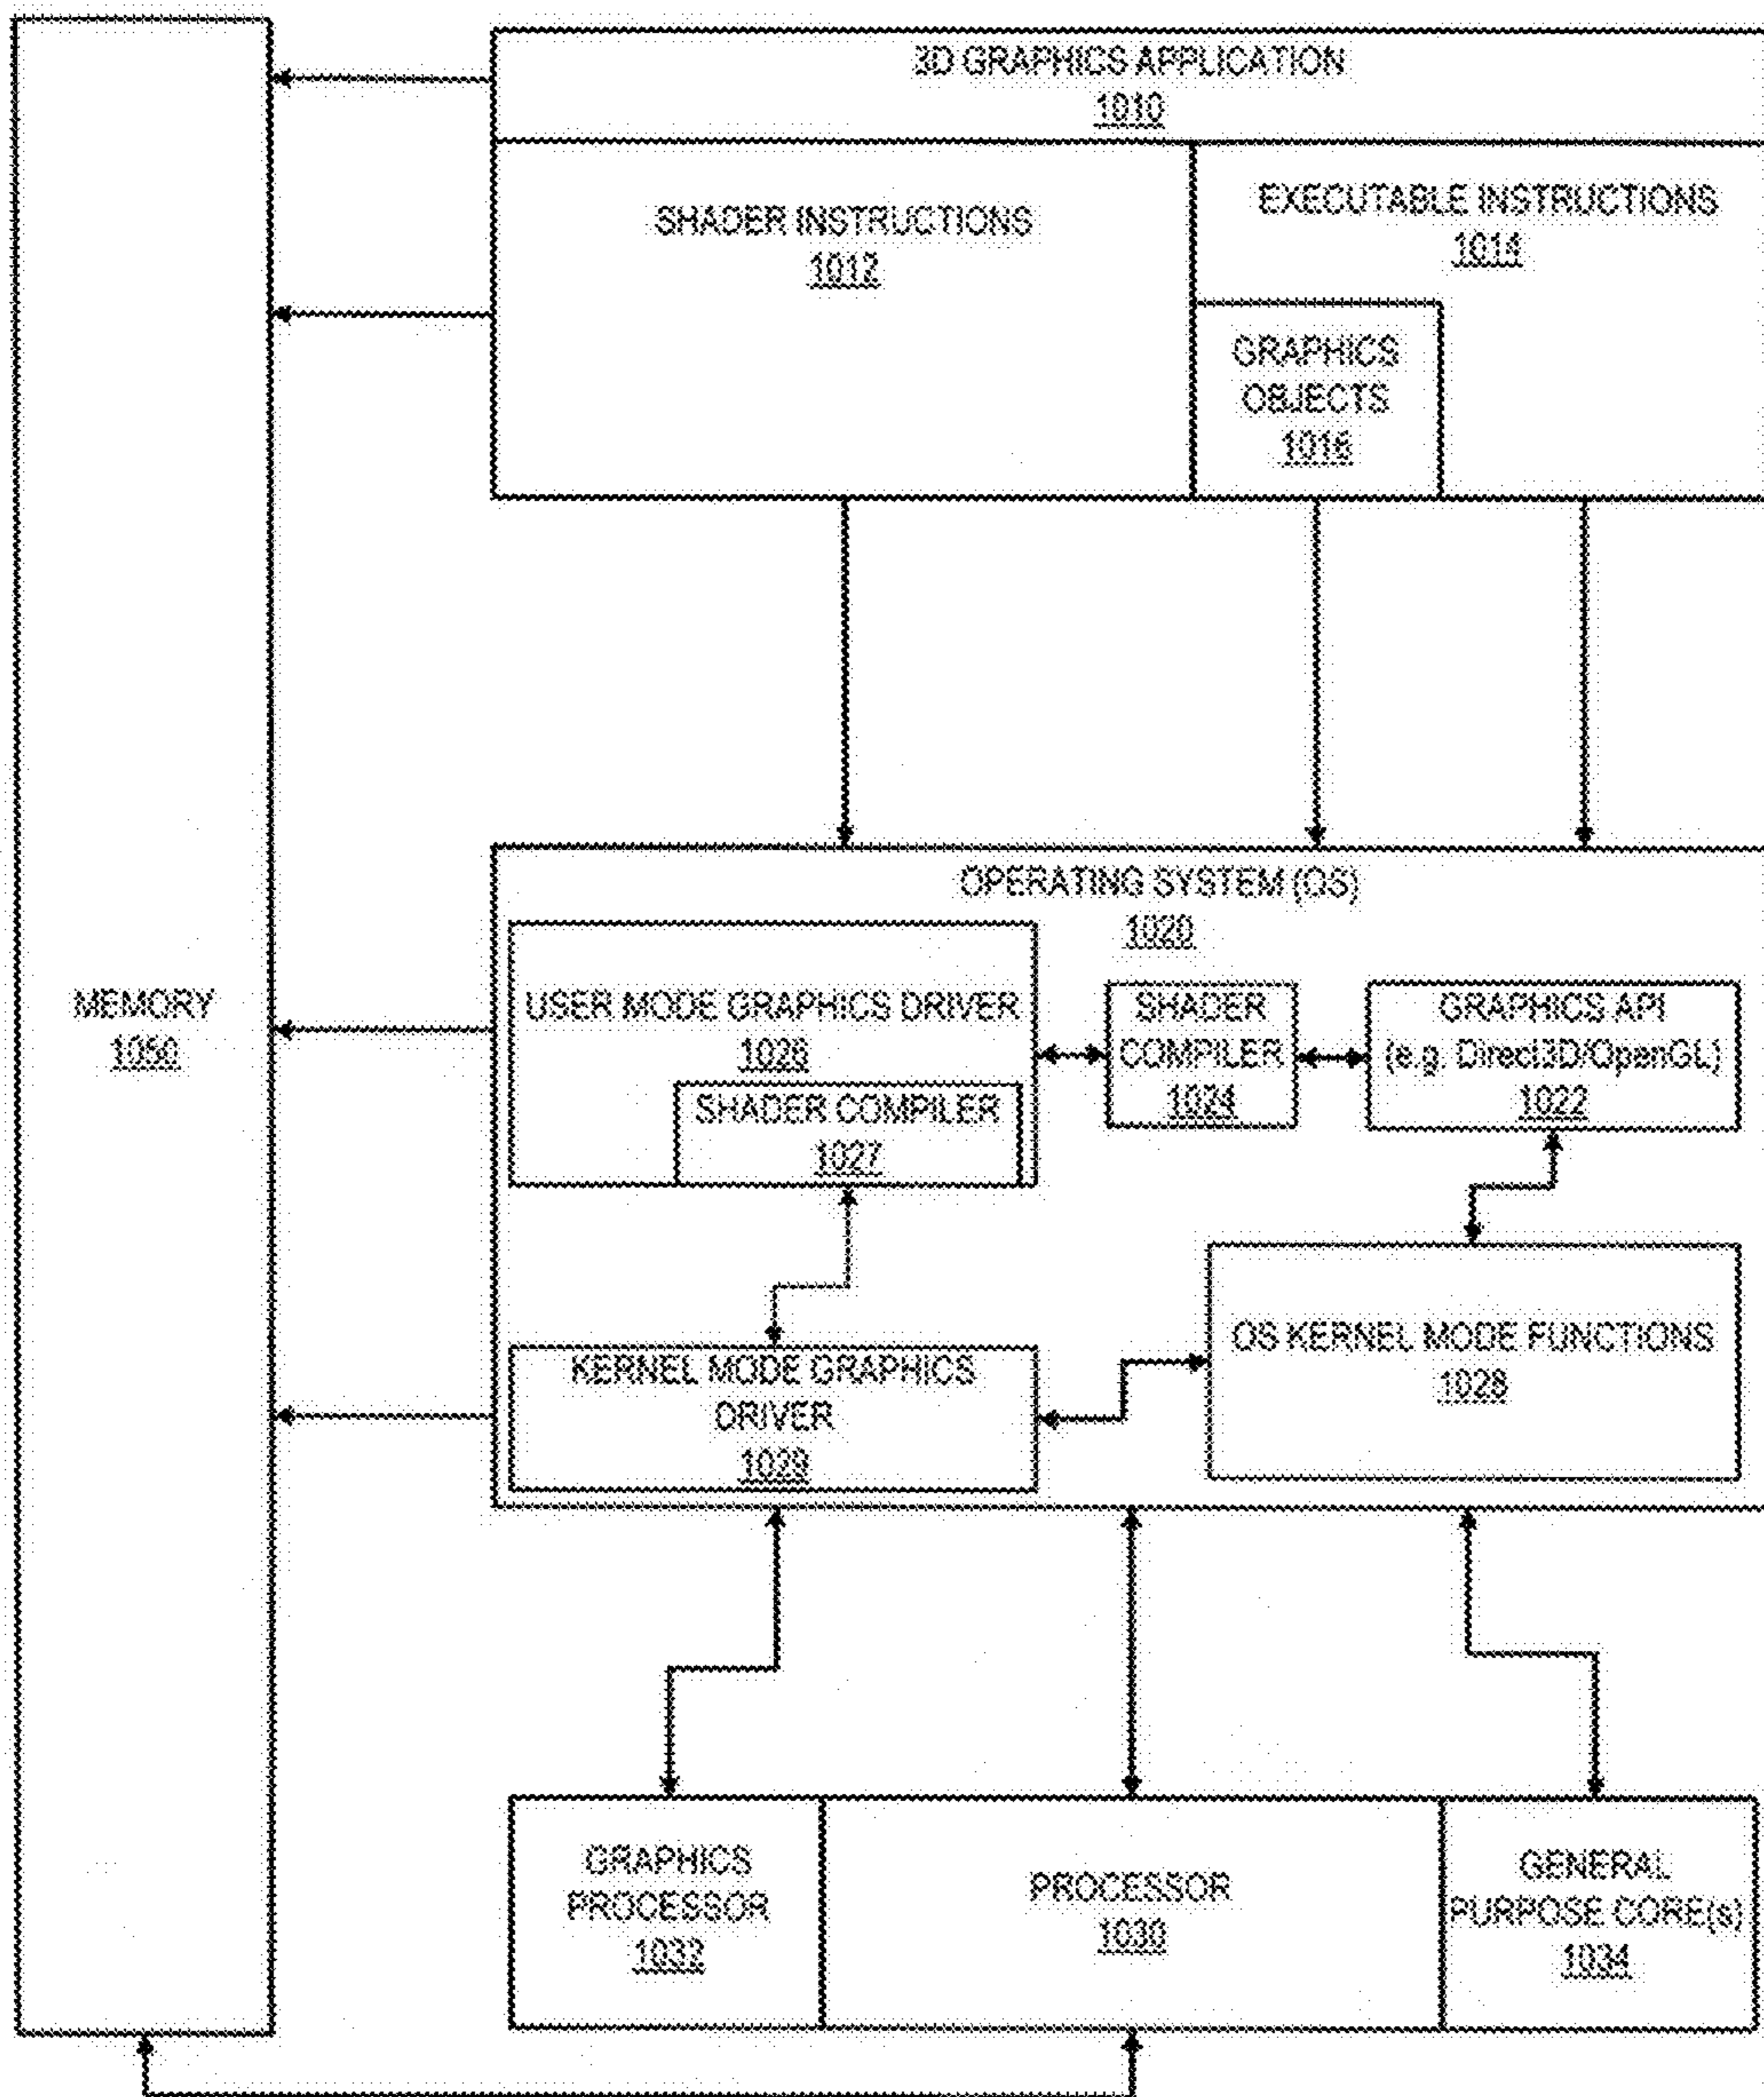 3D GRAPHICS APPLICATION
1010
SHADER INSTRUCTIONS
1012
EXECUTABLE INSTRUCTIONS
1014
GRAPHICS
OBJECTS
1016
MEMORY
1050
OPERATING SYSTEM (OS)
1020
USER MODE GRAPHICS DRIVER
1026
SHADER COMPILER
1027
SHADER
COMPILER
1024
GRAPHICS API
(e.g. Direct3D/OpenGL)
1022
OS KERNEL MODE FUNCTIONS
1028
KERNEL MODE GRAPHICS
DRIVER
1029
GRAPHICS
PROCESSOR
1032
PROCESSOR
1030
GENERAL
PURPOSE CORE(s)
1034